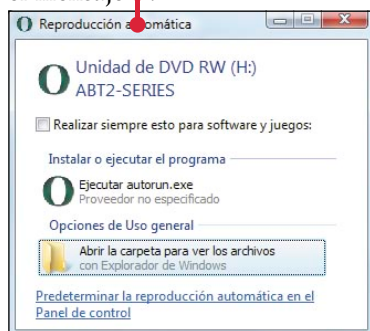 Reproducción automática
Unidad de DVD RW (H:)
ABT2-SERIES
Realizar siempre esto para software y juegos:
Instalar o ejecutar el programa
Ejecutar autorun.exe
Proveedor no especificado
Opciones de Uso general
Abrir la carpeta para ver los archivos
con Explorador de Windows
Predeterminar la reproducción automática en el
Panel de control